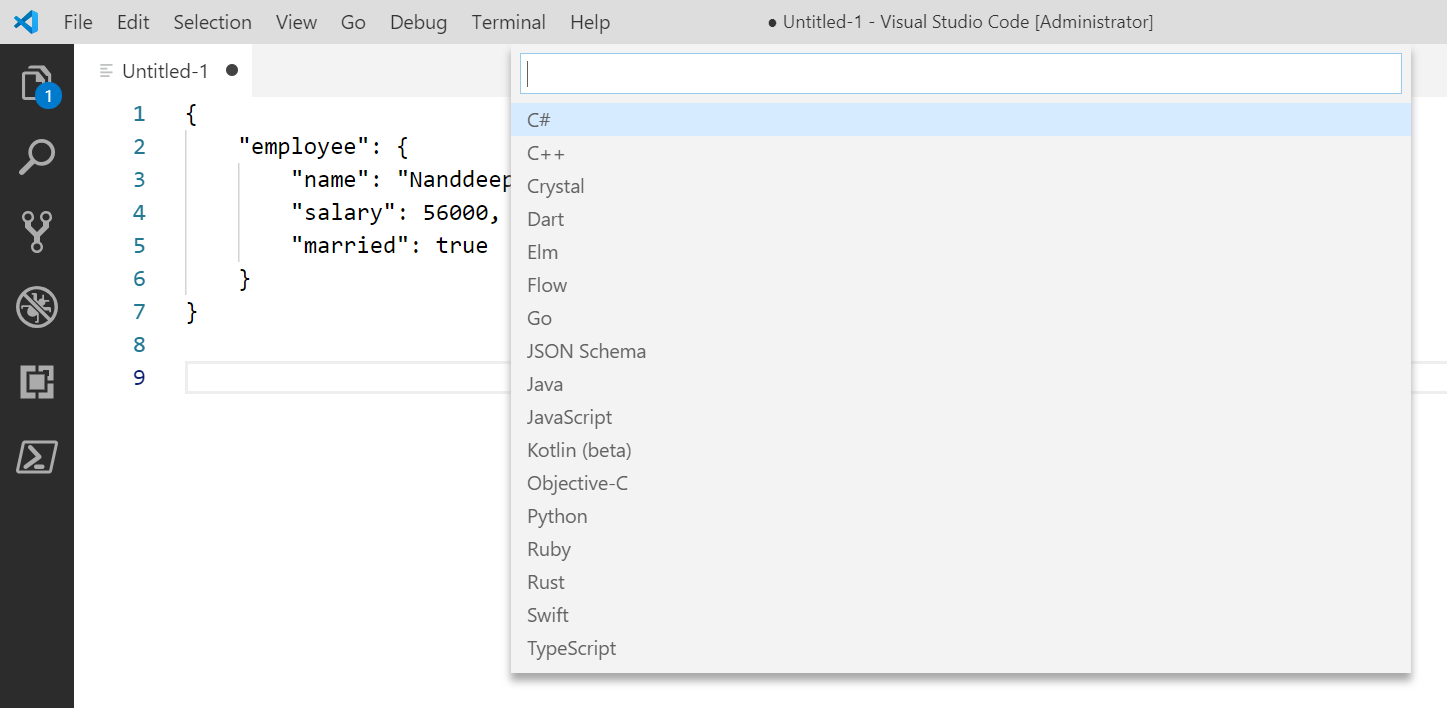 File Edit Selection View Go Debug Terminal Help ● Untitled-1 - Visual Studio Code [Administrator]
Untitled-1 ●
1
1 {
2 "employee": {
3 "name": "Nanddeep
4 "salary": 56000,
5 "married": true
6 }
7 }
8
9
C#
C++
Crystal
Dart
Elm
Flow
Go
JSON Schema
Java
JavaScript
Kotlin (beta)
Objective-C
Python
Ruby
Rust
Swift
TypeScript